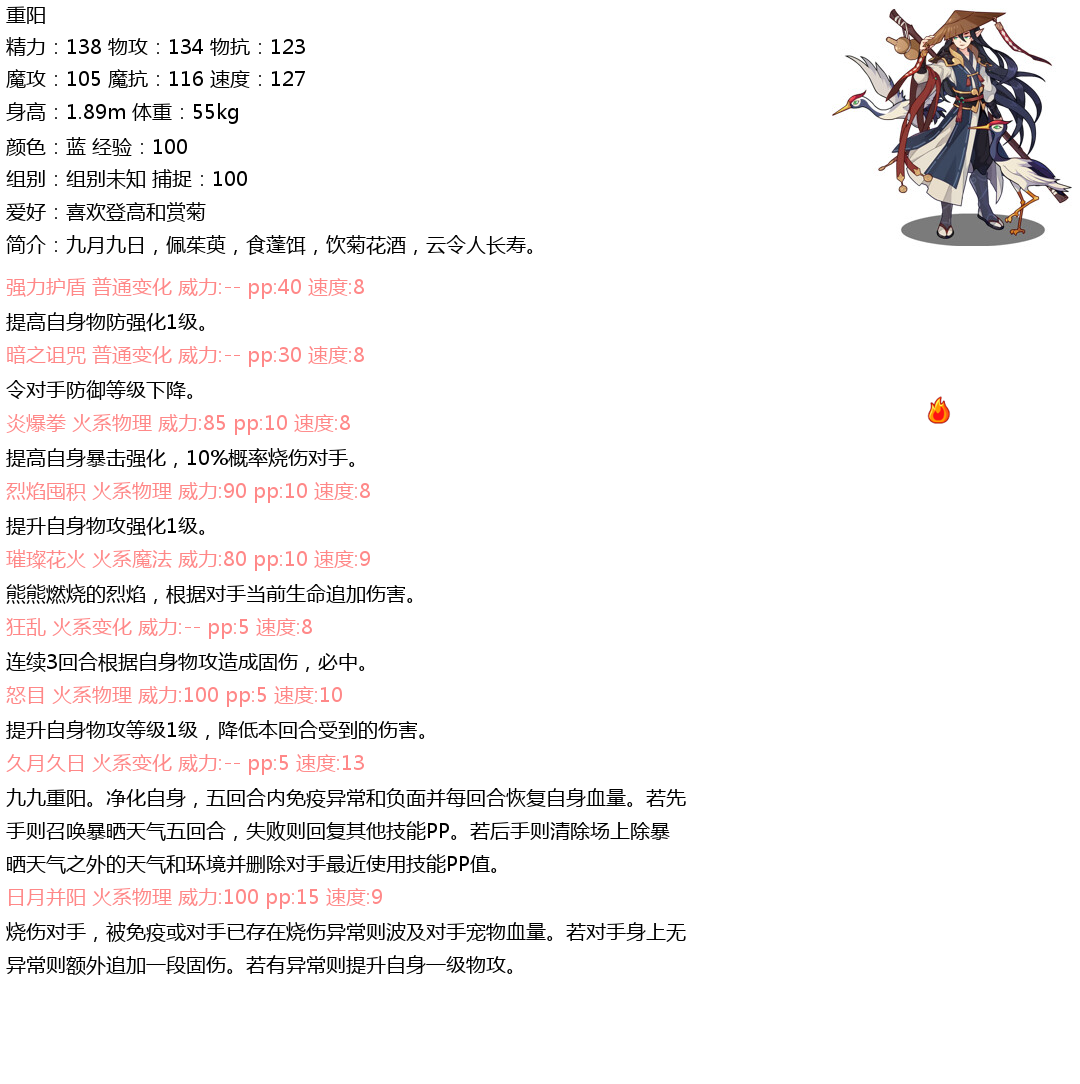 重阳
精力：138 物攻：134 物抗：123
魔攻：105 魔抗：116 速度：127
身高：1.89m 体重：55kg
颜色：蓝 经验：100
组别：组别未知 捕捉：100
爱好：喜欢登高和赏菊
简介：九月九日，佩茱萸，食蓬饵，饮菊花酒，云令人长寿。
强力护盾 普通变化 威力:-- pp:40 速度:8
提高自身物防强化1级。
暗之诅咒 普通变化 威力:-- pp:30 速度:8
令对手防御等级下降。
炎爆拳 火系物理 威力:85 pp:10 速度:8
提高自身暴击强化，10%概率烧伤对手。
烈焰囤积 火系物理 威力:90 pp:10 速度:8
提升自身物攻强化1级。
璀璨花火 火系魔法 威力:80 pp:10 速度:9
熊熊燃烧的烈焰，根据对手当前生命追加伤害。
狂乱 火系变化 威力:-- pp:5 速度:8
连续3回合根据自身物攻造成固伤，必中。
怒目 火系物理 威力:100 pp:5 速度:10
提升自身物攻等级1级，降低本回合受到的伤害。
久月久日 火系变化 威力:-- pp:5 速度:13
九九重阳。净化自身，五回合内免疫异常和负面并每回合恢复自身血量。若先
手则召唤暴晒天气五回合，失败则回复其他技能PP。若后手则清除场上除暴
晒天气之外的天气和环境并删除对手最近使用技能PP值。
日月并阳 火系物理 威力:100 pp:15 速度:9
烧伤对手，被免疫或对手已存在烧伤异常则波及对手宠物血量。若对手身上无
异常则额外追加一段固伤。若有异常则提升自身一级物攻。